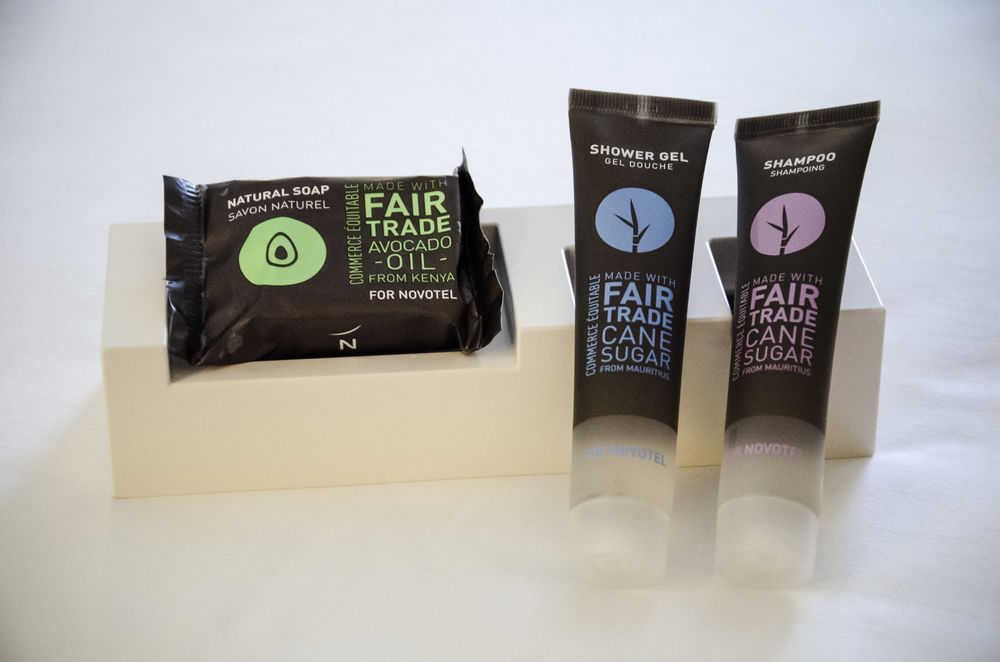 NATURAL SOAP
SAVON NATUREL
COMMERCE ÉQUITABLE
MADE WITH
FAIR
TRADE
AVOCADO
-OIL-
FROM KENYA
FOR NOVOTEL
N
SHOWER GEL
GEL DOUCHE
COMMERCE ÉQUITABLE
MADE WITH
FAIR
TRADE
CANE
SUGAR
FROM MAURITIUS
FOR NOVOTEL
SHAMPOO
SHAMPOING
COMMERCE ÉQUITABLE
MADE WITH
FAIR
TRADE
CANE
SUGAR
FROM MAURITIUS
FOR NOVOTEL